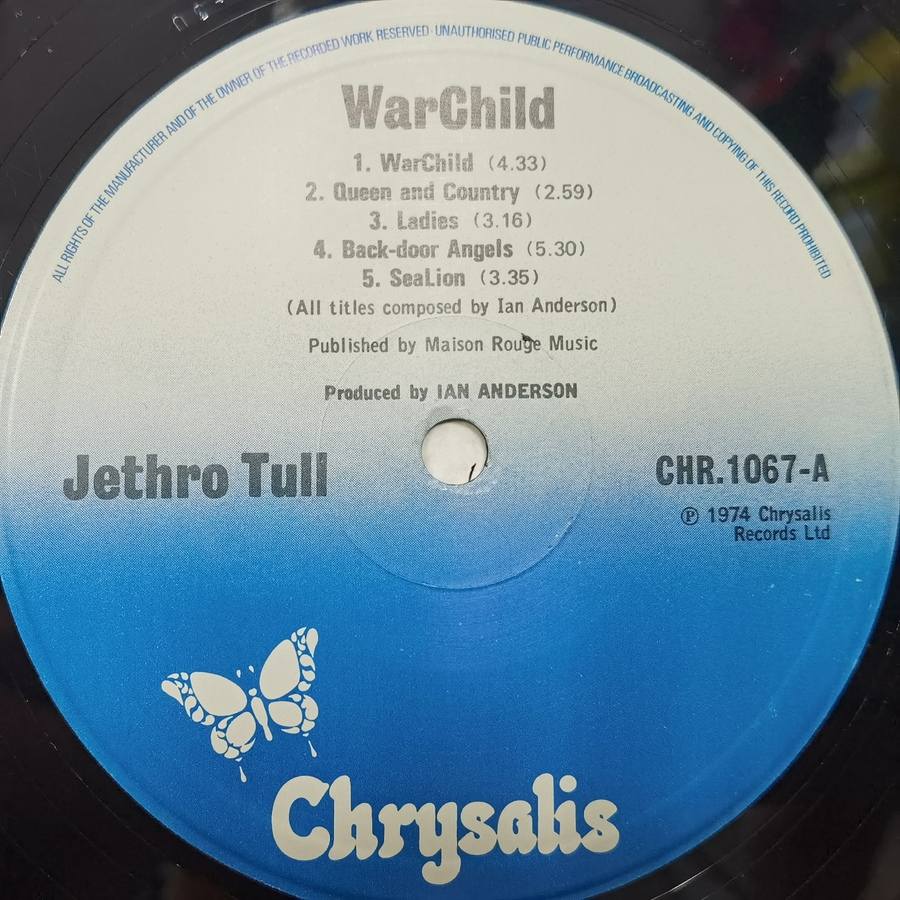 ALL RIGHTS OF THE MANUFACTURER AND OF THE OWNER OF THE RECORDED WORK RESERVED · UNAUTHORISED PUBLIC PERFORMANCE BROADCASTING AND COPYING OF THIS RECORD PROHIBITED
WarChild
1. WarChild (4.33)
2. Queen and Country (2.59)
3. Ladies (3.16)
4. Back-door Angels (5.30)
5. SeaLion (3.35)
(All titles composed by Ian Anderson)
Published by Maison Rouge Music
Produced by IAN ANDERSON
Jethro Tull
CHR.1067-A
℗ 1974 Chrysalis
Records Ltd
Chrysalis